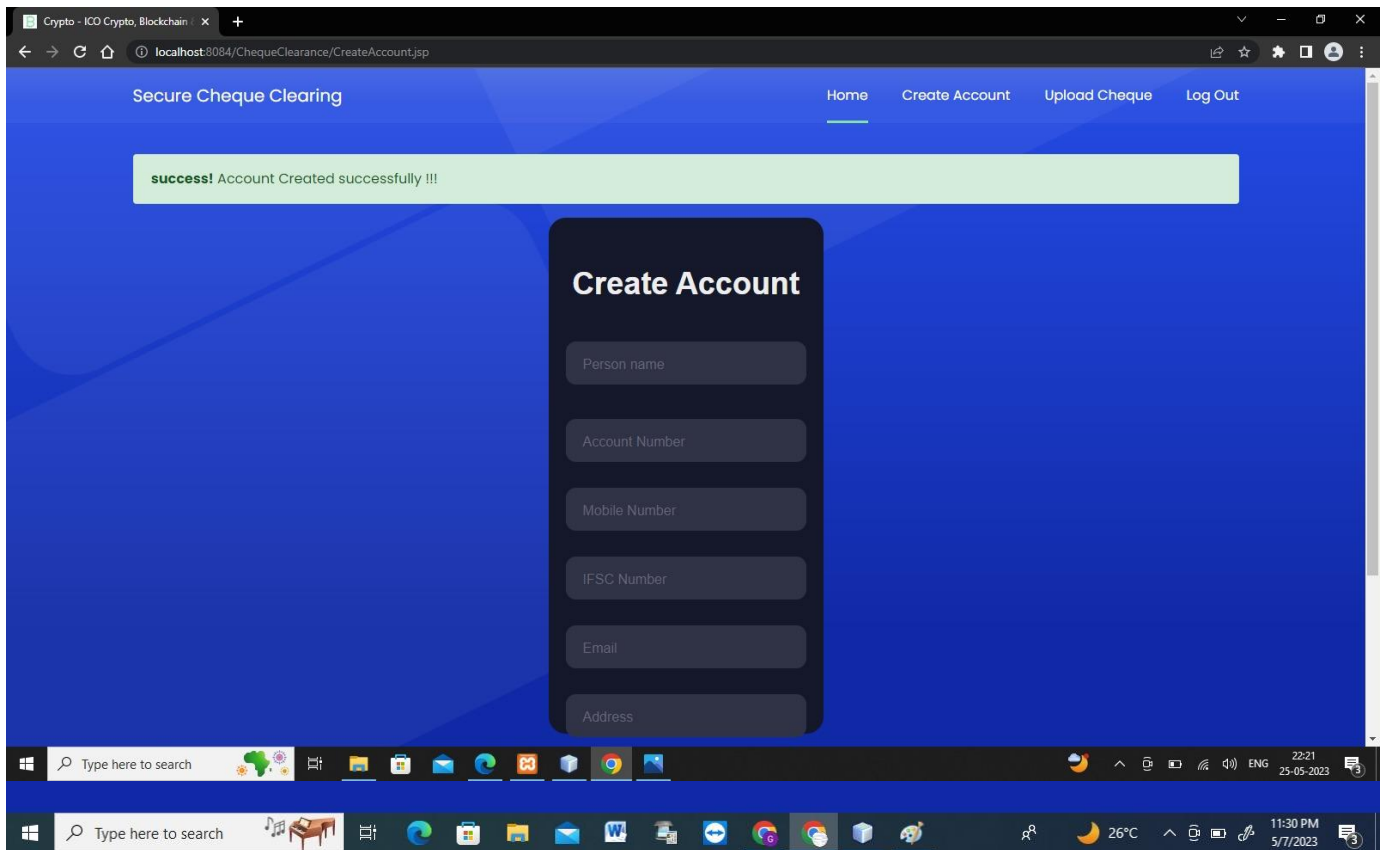 Crypto - ICO Crypto, Blockchain
localhost:8084/ChequeClearance/CreateAccount.jsp
Secure Cheque Clearing Home Create Account Upload Cheque Log Out
success! Account Created successfully !!!
Create Account
Person name
Account Number
Mobile Number
IFSC Number
Email
Address
Type here to search ENG 22:21
25-05-2023 3
Type here to search 26°C 11:30 PM
5/7/2023 3